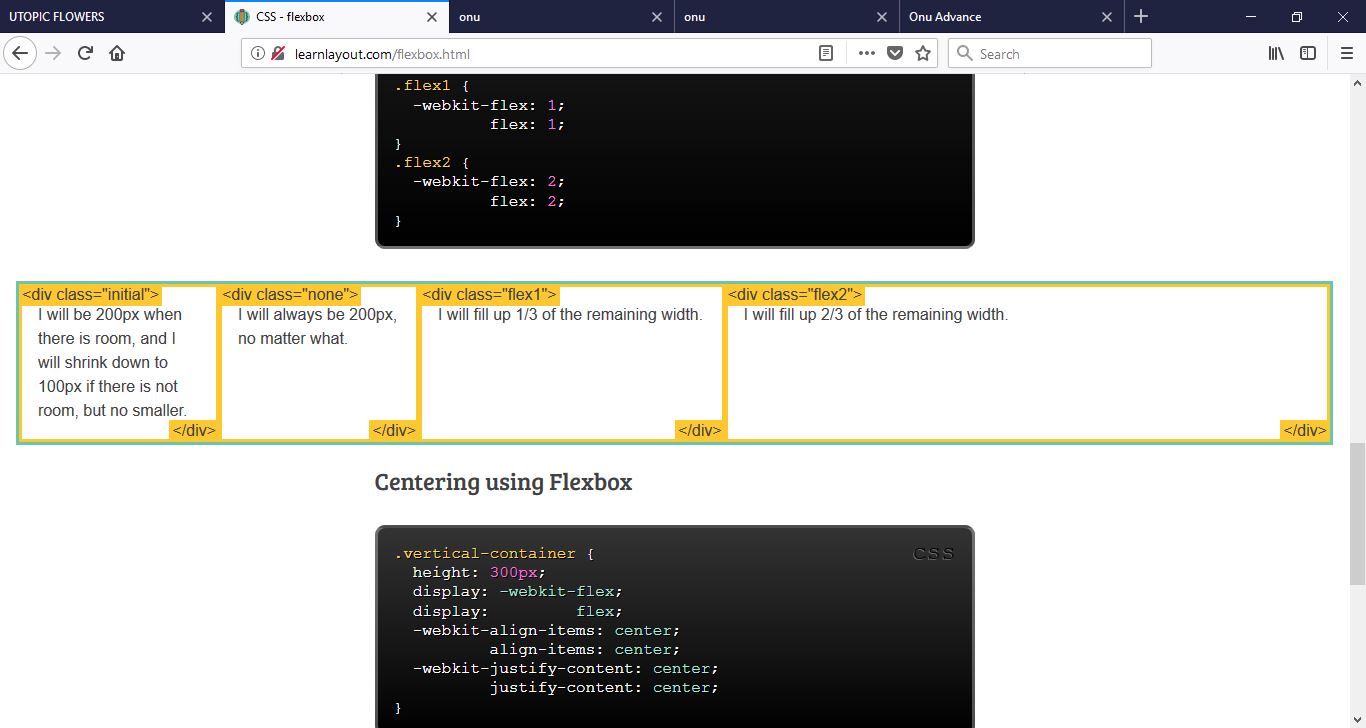 UTOPIC FLOWERS
CSS - flexbox
onu
onu
Onu Advance
learnlayout.com/flexbox.html
Search
.flex1 {
-webkit-flex: 1;
flex: 1;
}
.flex2 {
-webkit-flex: 2;
flex: 2;
}
<div class="initial">
I will be 200px when
there is room, and I
will shrink down to
100px if there is not
room, but no smaller.
</div>
<div class="none">
I will always be 200px,
no matter what.
</div>
<div class="flex1">
I will fill up 1/3 of the remaining width.
</div>
<div class="flex2">
I will fill up 2/3 of the remaining width.
</div>
Centering using Flexbox
CSS
.vertical-container {
height: 300px;
display: -webkit-flex;
display: flex;
-webkit-align-items: center;
align-items: center;
-webkit-justify-content: center;
justify-content: center;
}